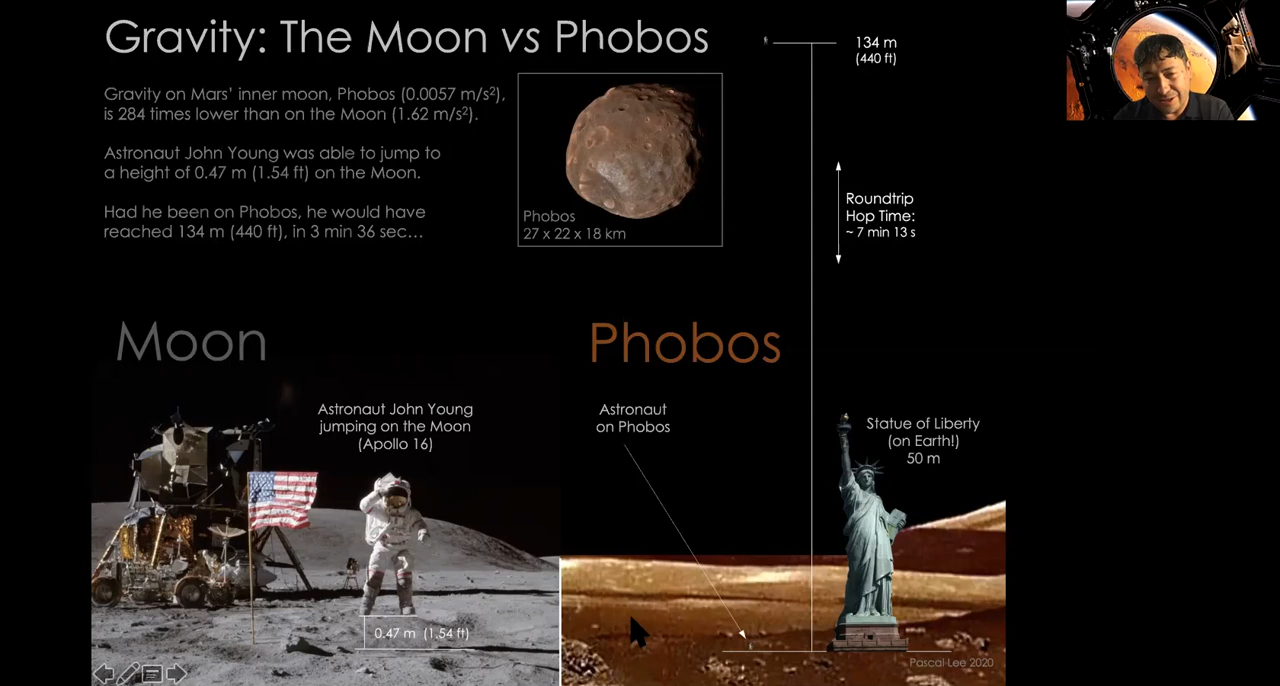 Gravity: The Moon vs Phobos
Gravity on Mars' inner moon, Phobos (0.0057 m/s²),
is 284 times lower than on the Moon (1.62 m/s²).
Astronaut John Young was able to jump to
a height of 0.47 m (1.54 ft) on the Moon.
Had he been on Phobos, he would have
reached 134 m (440 ft), in 3 min 36 sec...
Phobos
27 x 22 x 18 km
134 m
(440 ft)
Roundtrip
Hop Time:
~ 7 min 13 s
Moon
Phobos
Astronaut John Young
jumping on the Moon
(Apollo 16)
0.47 m (1.54 ft)
Astronaut
on Phobos
Statue of Liberty
(on Earth!)
50 m
Pascal Lee 2020